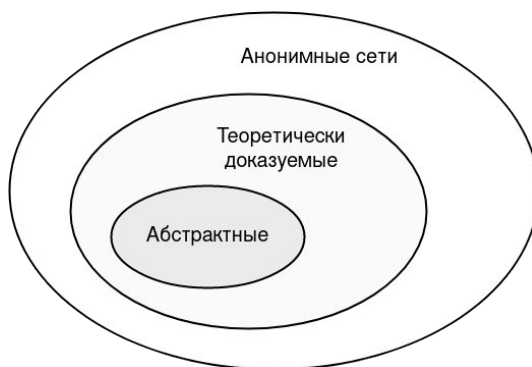 Анонимные сети
Теоретически
доказуемые
Абстрактные